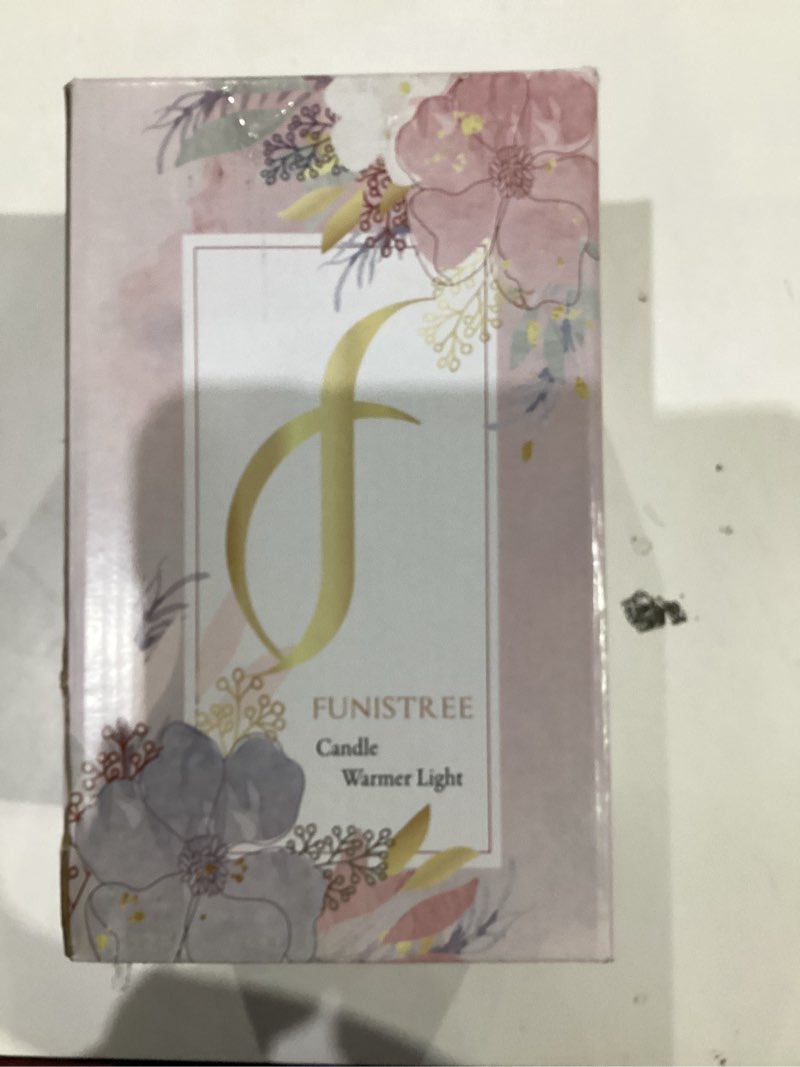 f
FUNISTREE
Candle
Warmer Light